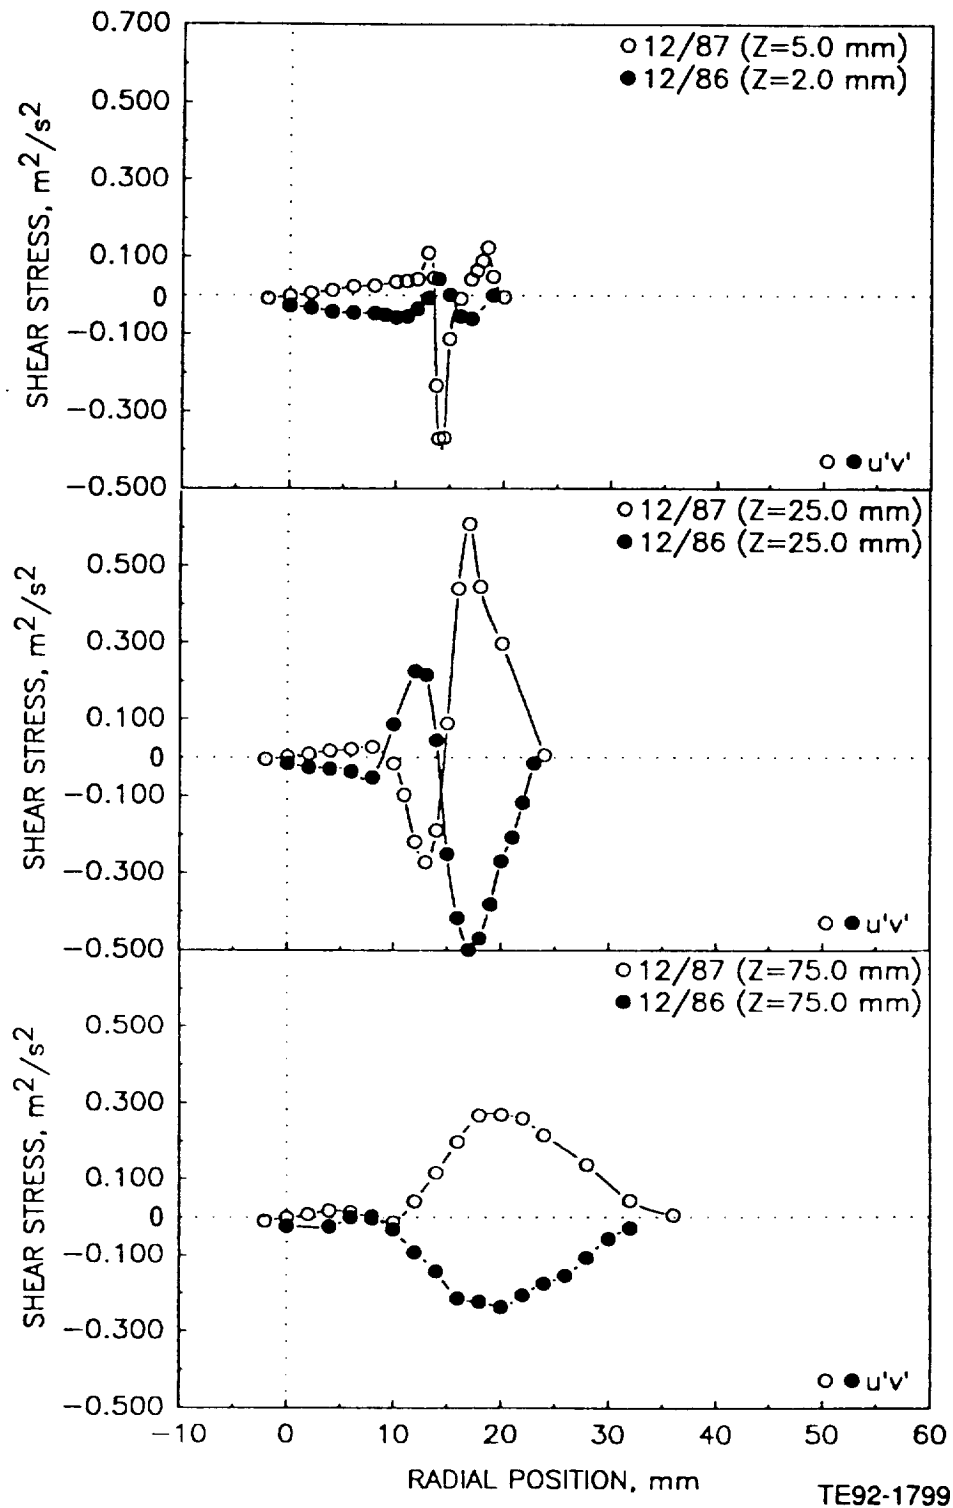 0.700
0.500
0.300
0.100
0
−0.100
−0.300
−0.500
SHEAR STRESS, m²/s²
○ 12/87 (Z=5.0 mm)
● 12/86 (Z=2.0 mm)
○ ● u'v'
0.500
0.300
0.100
0
−0.100
−0.300
−0.500
SHEAR STRESS, m²/s²
○ 12/87 (Z=25.0 mm)
● 12/86 (Z=25.0 mm)
○ ● u'v'
0.500
0.300
0.100
0
−0.100
−0.300
−0.500
SHEAR STRESS, m²/s²
○ 12/87 (Z=75.0 mm)
● 12/86 (Z=75.0 mm)
○ ● u'v'
−10 0 10 20 30 40 50 60
RADIAL POSITION, mm
TE92-1799